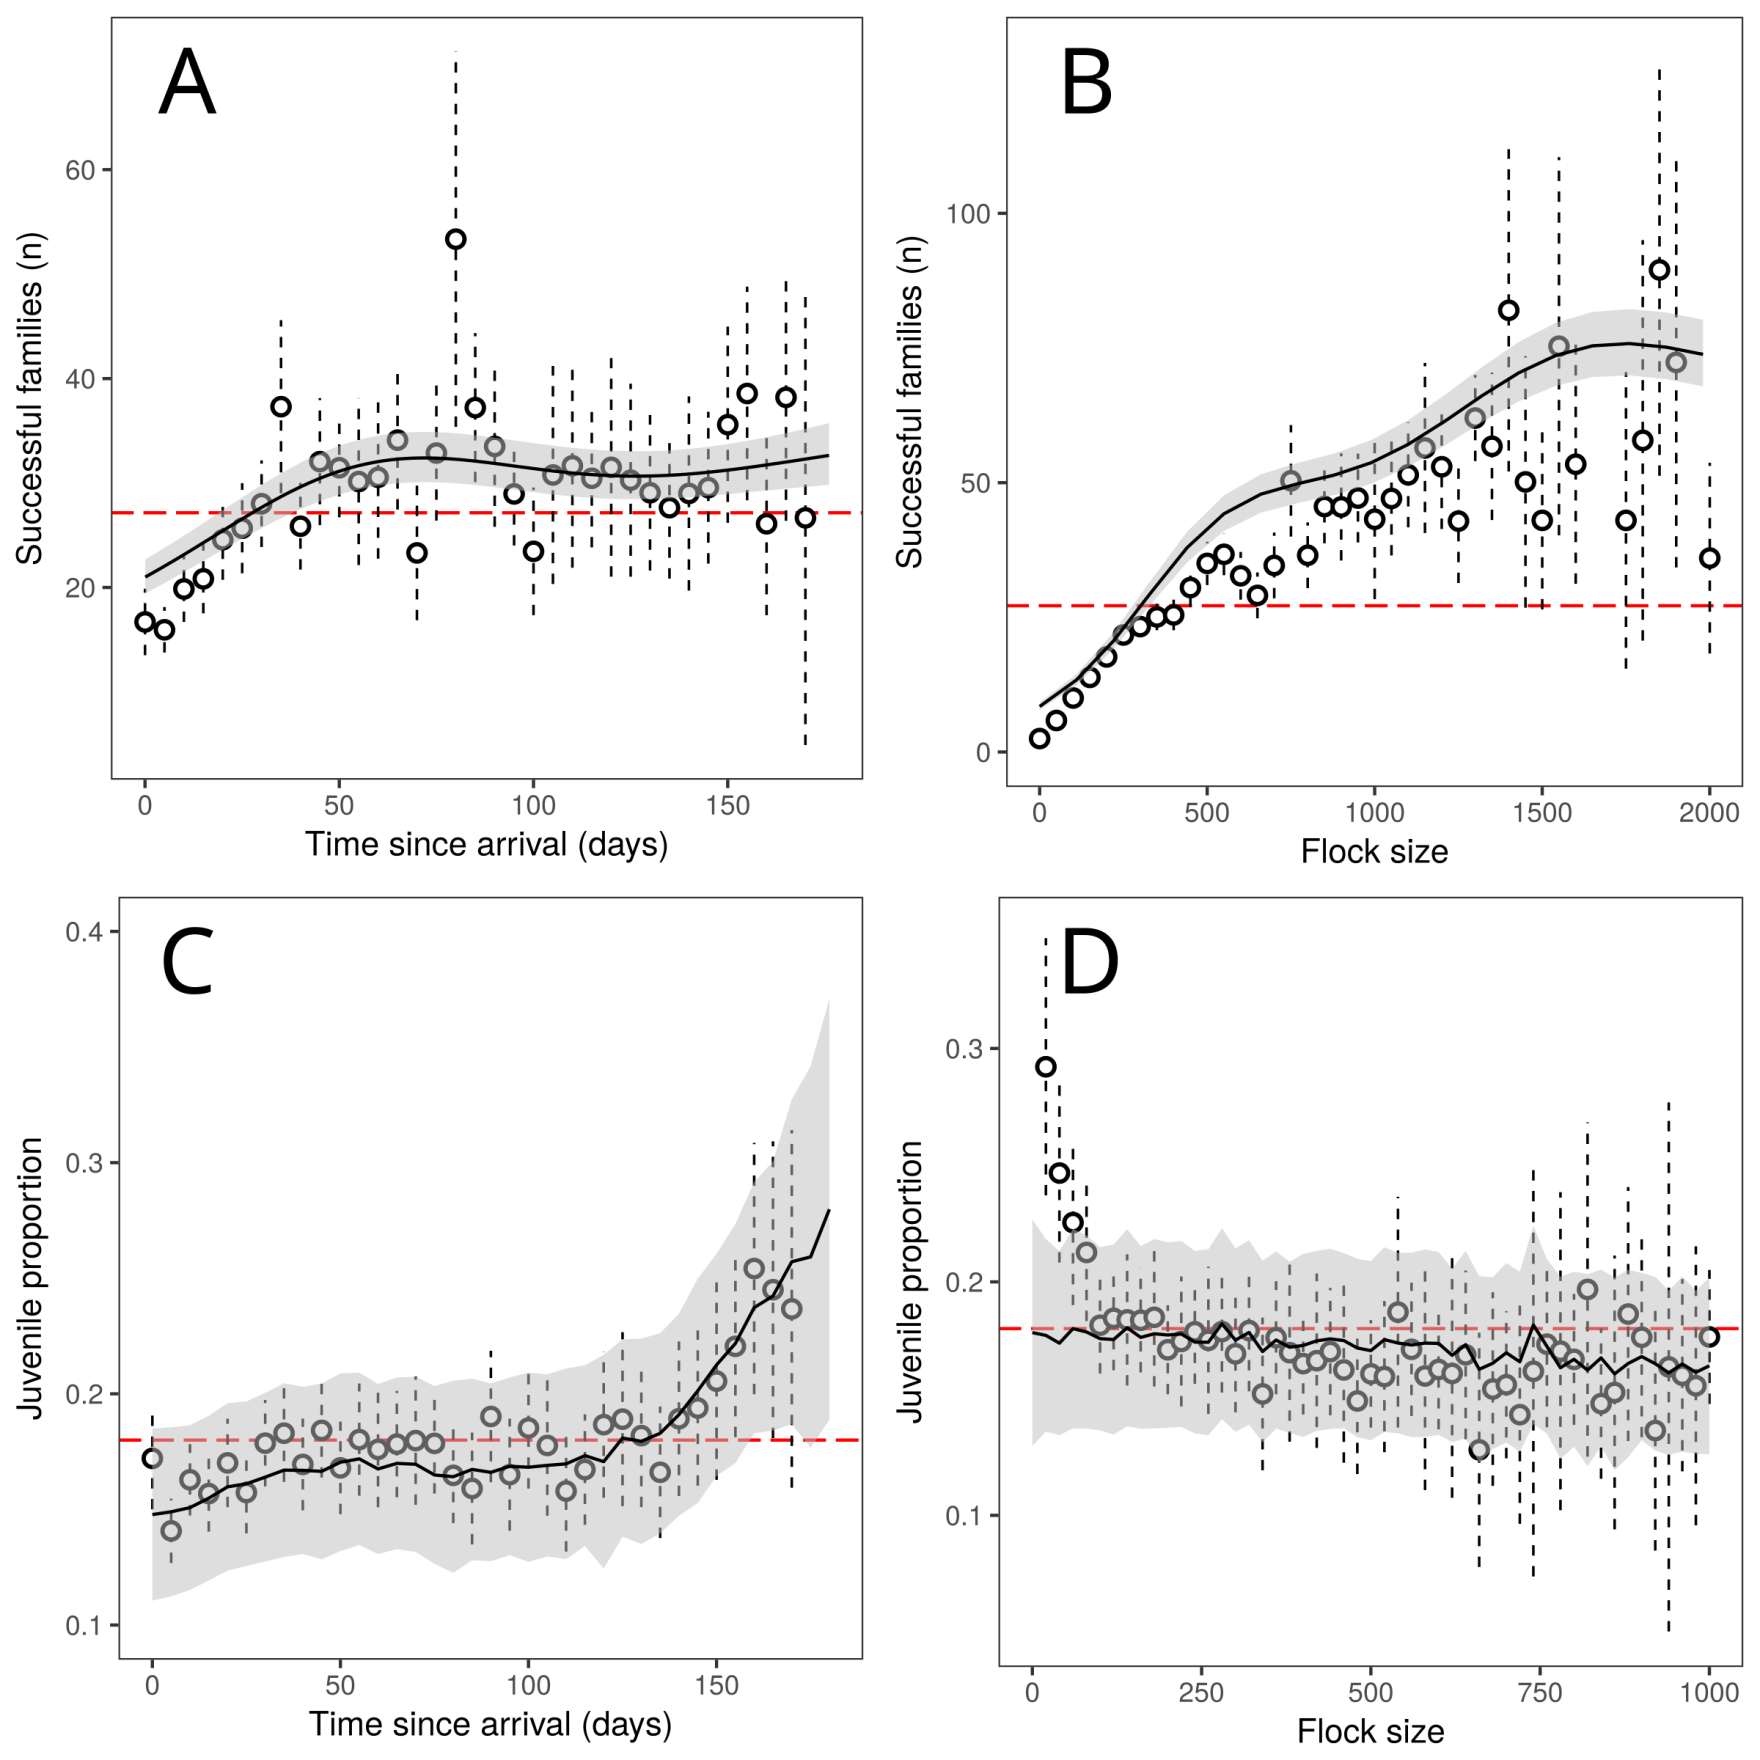 A
Successful families (n)
60
40
20
0
50
100
150
Time since arrival (days)
B
Successful families (n)
100
50
0
0
500
1000
1500
2000
Flock size
C
Juvenile proportion
0.4
0.3
0.2
0.1
0
50
100
150
Time since arrival (days)
D
Juvenile proportion
0.3
0.2
0.1
0
250
500
750
1000
Flock size